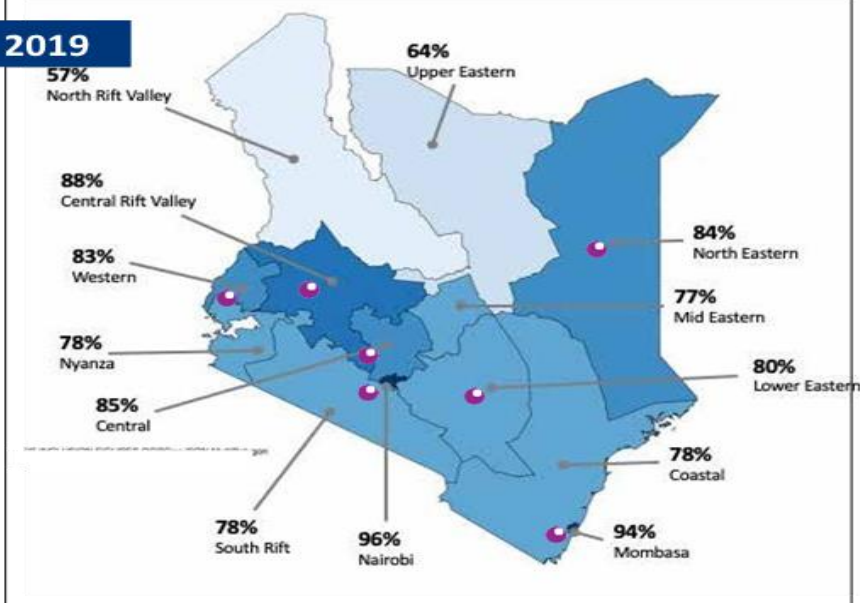 2019
57%
North Rift Valley
64%
Upper Eastern
88%
Central Rift Valley
83%
Western
84%
North Eastern
77%
Mid Eastern
78%
Nyanza
80%
Lower Eastern
85%
Central
78%
Coastal
78%
South Rift
96%
Nairobi
94%
Mombasa